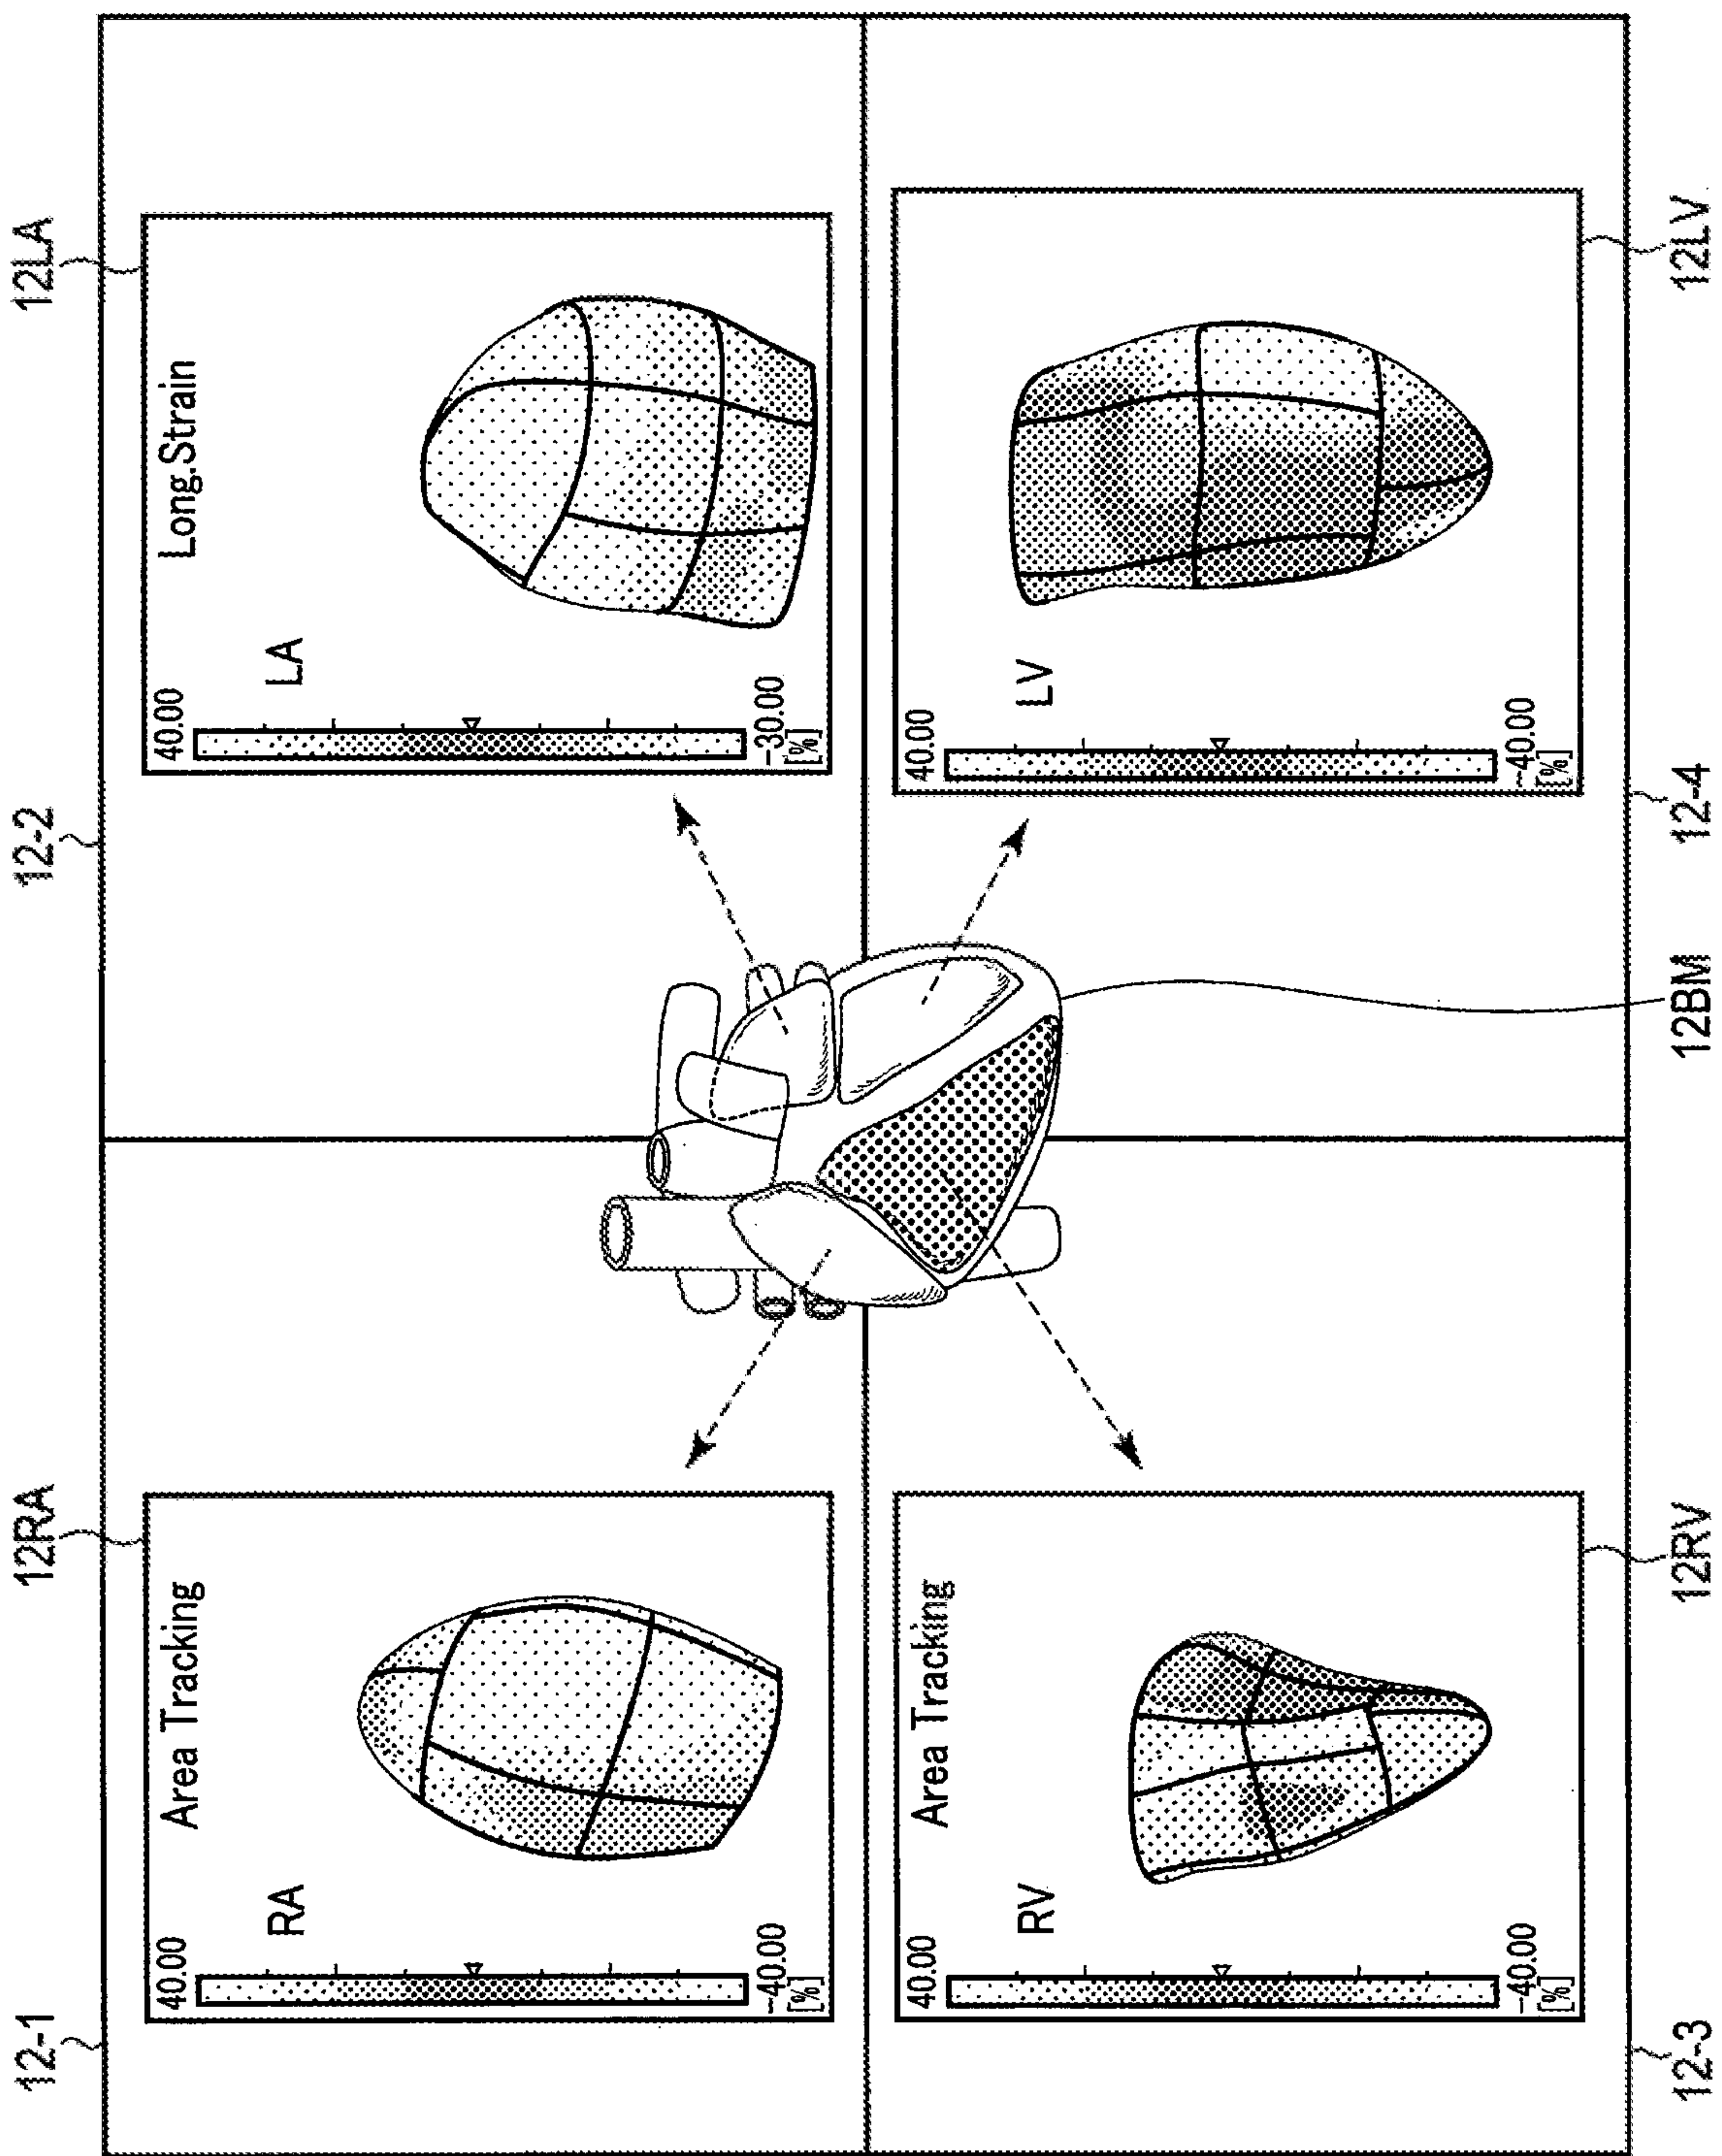 12-1 12RA 12-2 12LA
40.00 Area Tracking
RA
-40.00
[%]
40.00 Long.Strain
LA
-30.00
[%]
40.00 Area Tracking
RV
-40.00
[%]
40.00
LV
-40.00
[%]
12-3 12RV 12BM 12-4 12LV